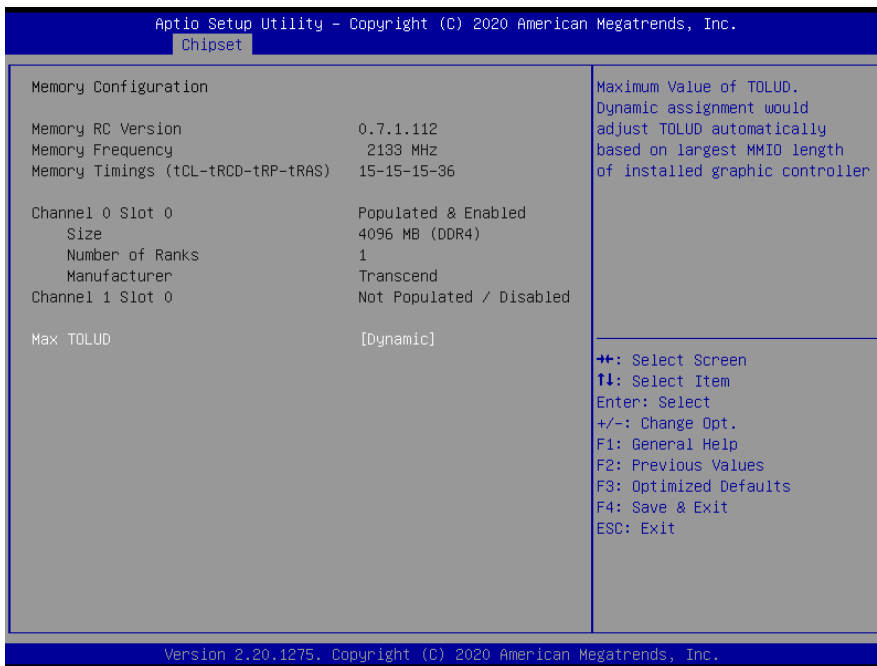 Aptio Setup Utility – Copyright (C) 2020 American Megatrends, Inc.
Chipset
Memory Configuration
Memory RC Version 0.7.1.112
Memory Frequency 2133 MHz
Memory Timings (tCL-tRCD-tRP-tRAS) 15-15-15-36
Channel 0 Slot 0 Populated & Enabled
Size 4096 MB (DDR4)
Number of Ranks 1
Manufacturer Transcend
Channel 1 Slot 0 Not Populated / Disabled
Max TOLUD [Dynamic]
Maximum Value of TOLUD.
Dynamic assignment would
adjust TOLUD automatically
based on largest MMIO length
of installed graphic controller
→←: Select Screen
↑↓: Select Item
Enter: Select
+/-: Change Opt.
F1: General Help
F2: Previous Values
F3: Optimized Defaults
F4: Save & Exit
ESC: Exit
Version 2.20.1275. Copyright (C) 2020 American Megatrends, Inc.